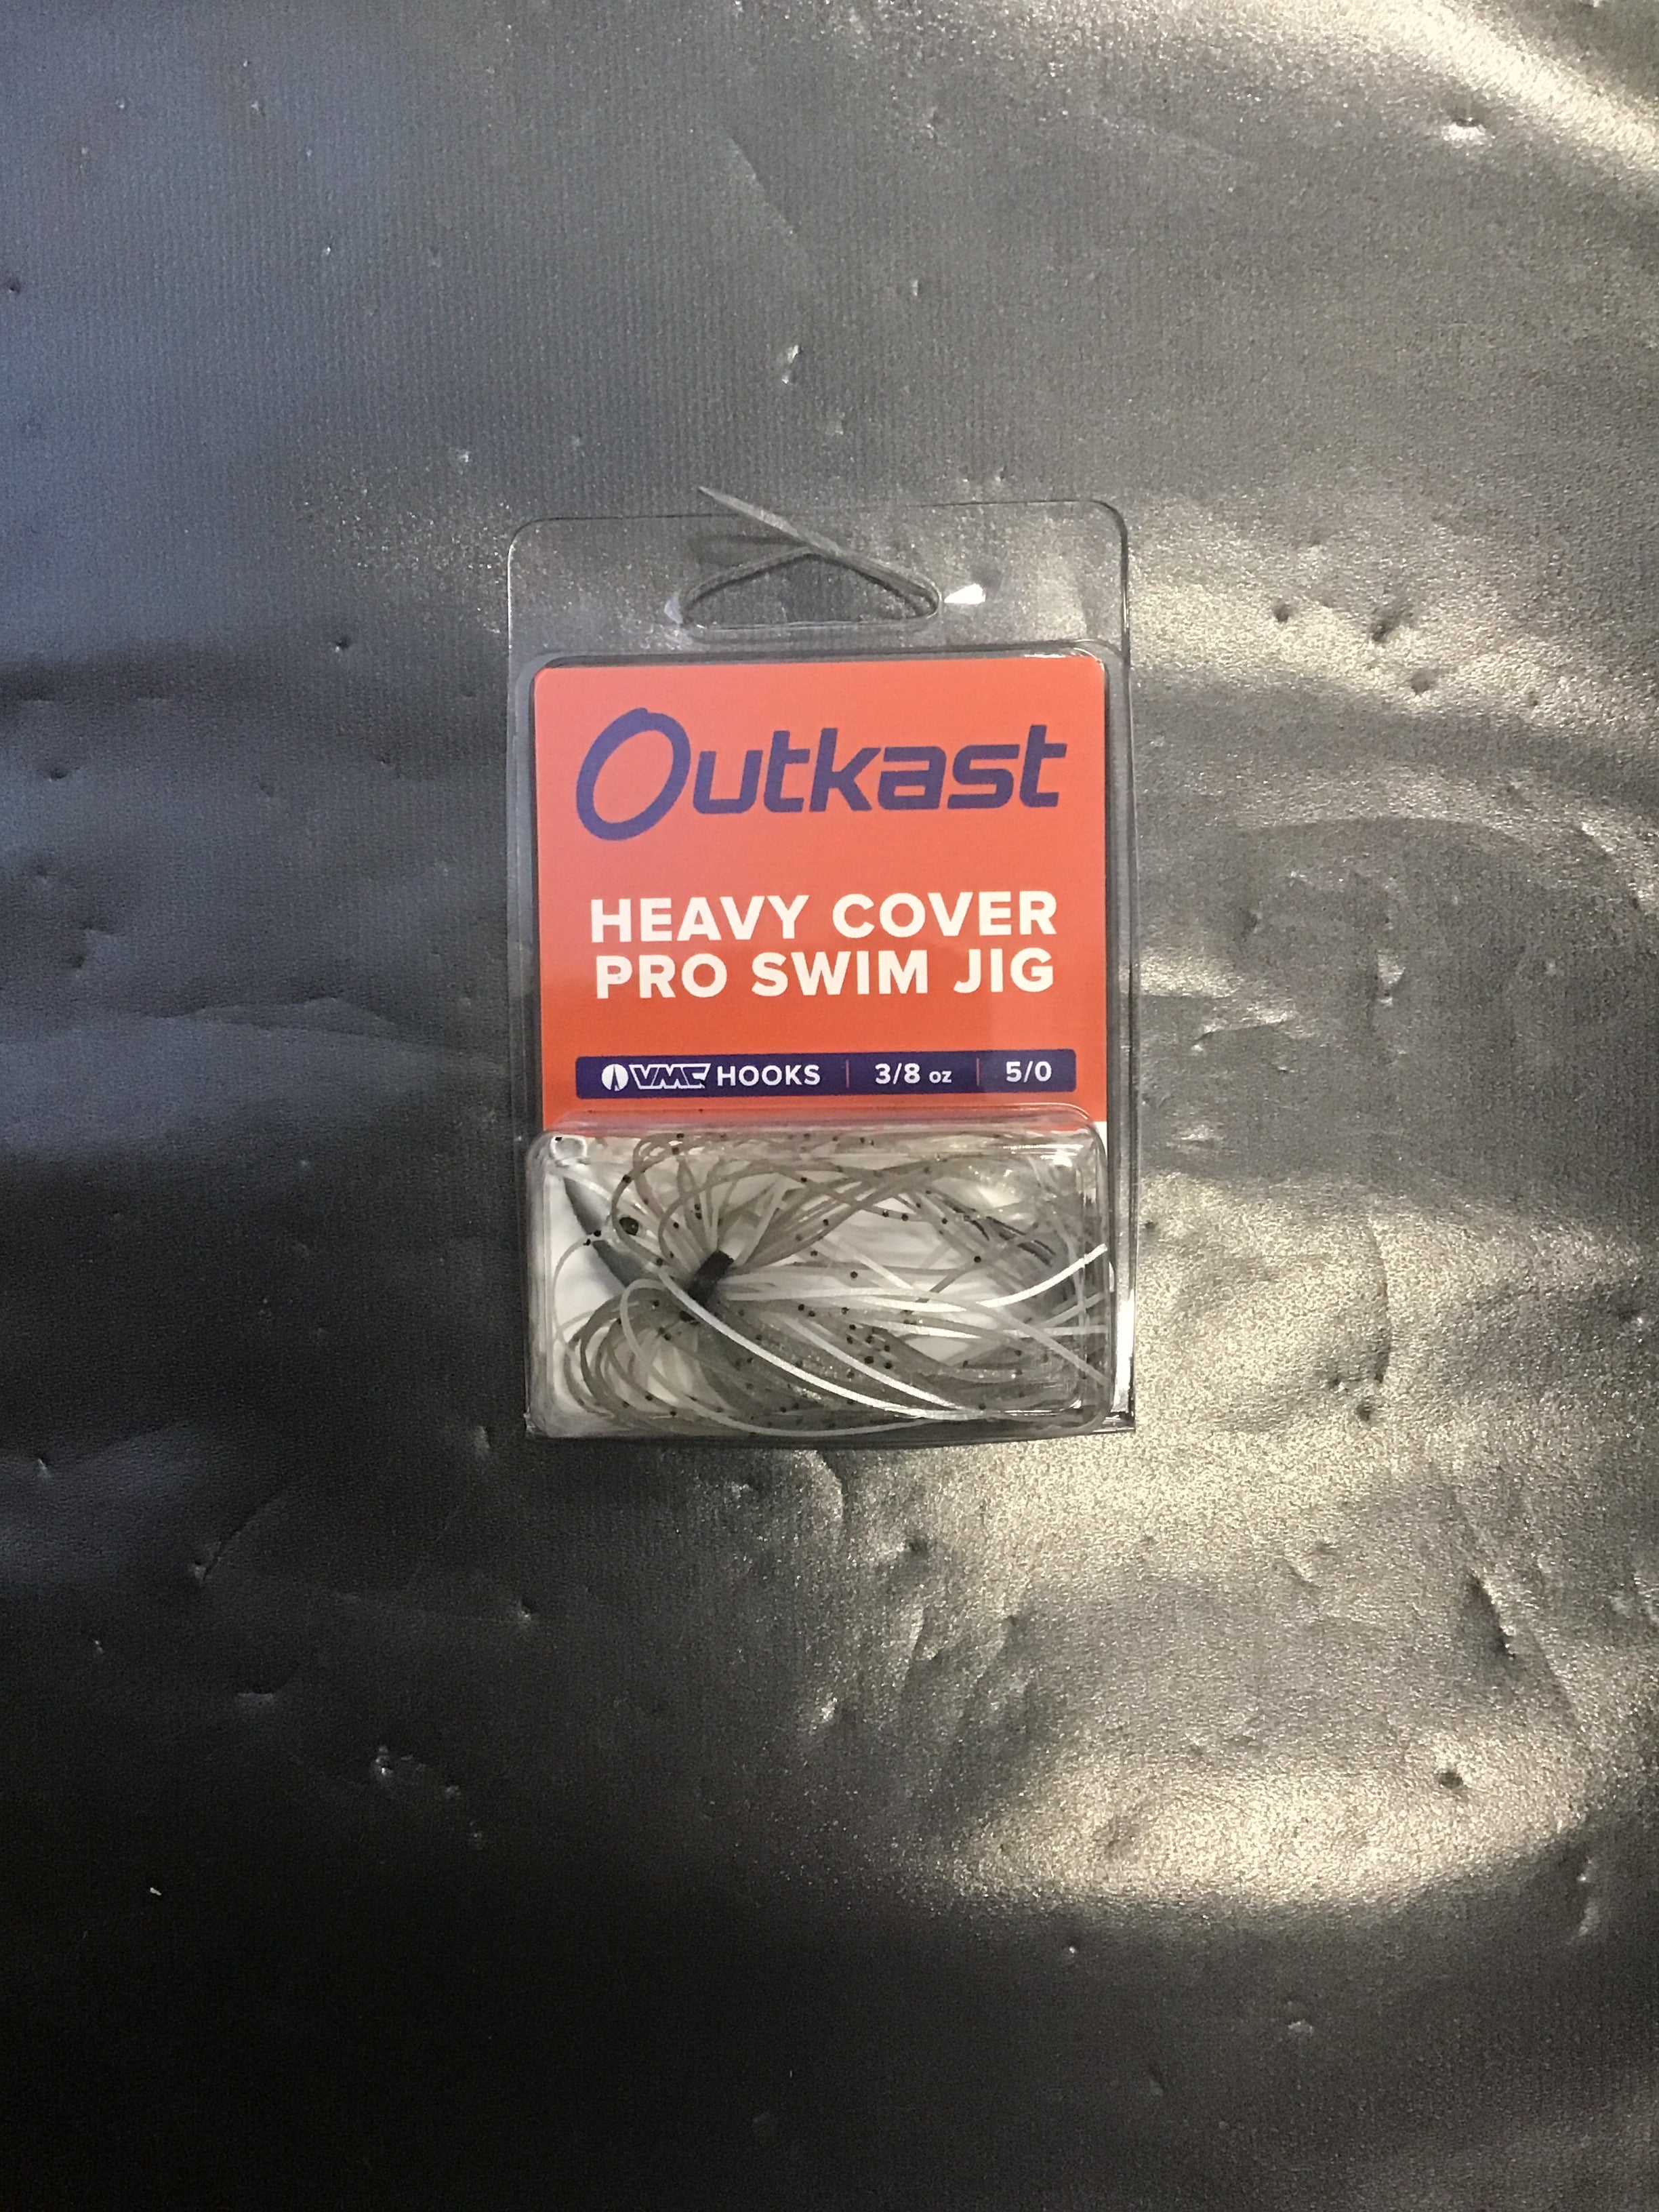 Outkast
HEAVY COVER
PRO SWIM JIG
VMC HOOKS | 3/8 oz | 5/0